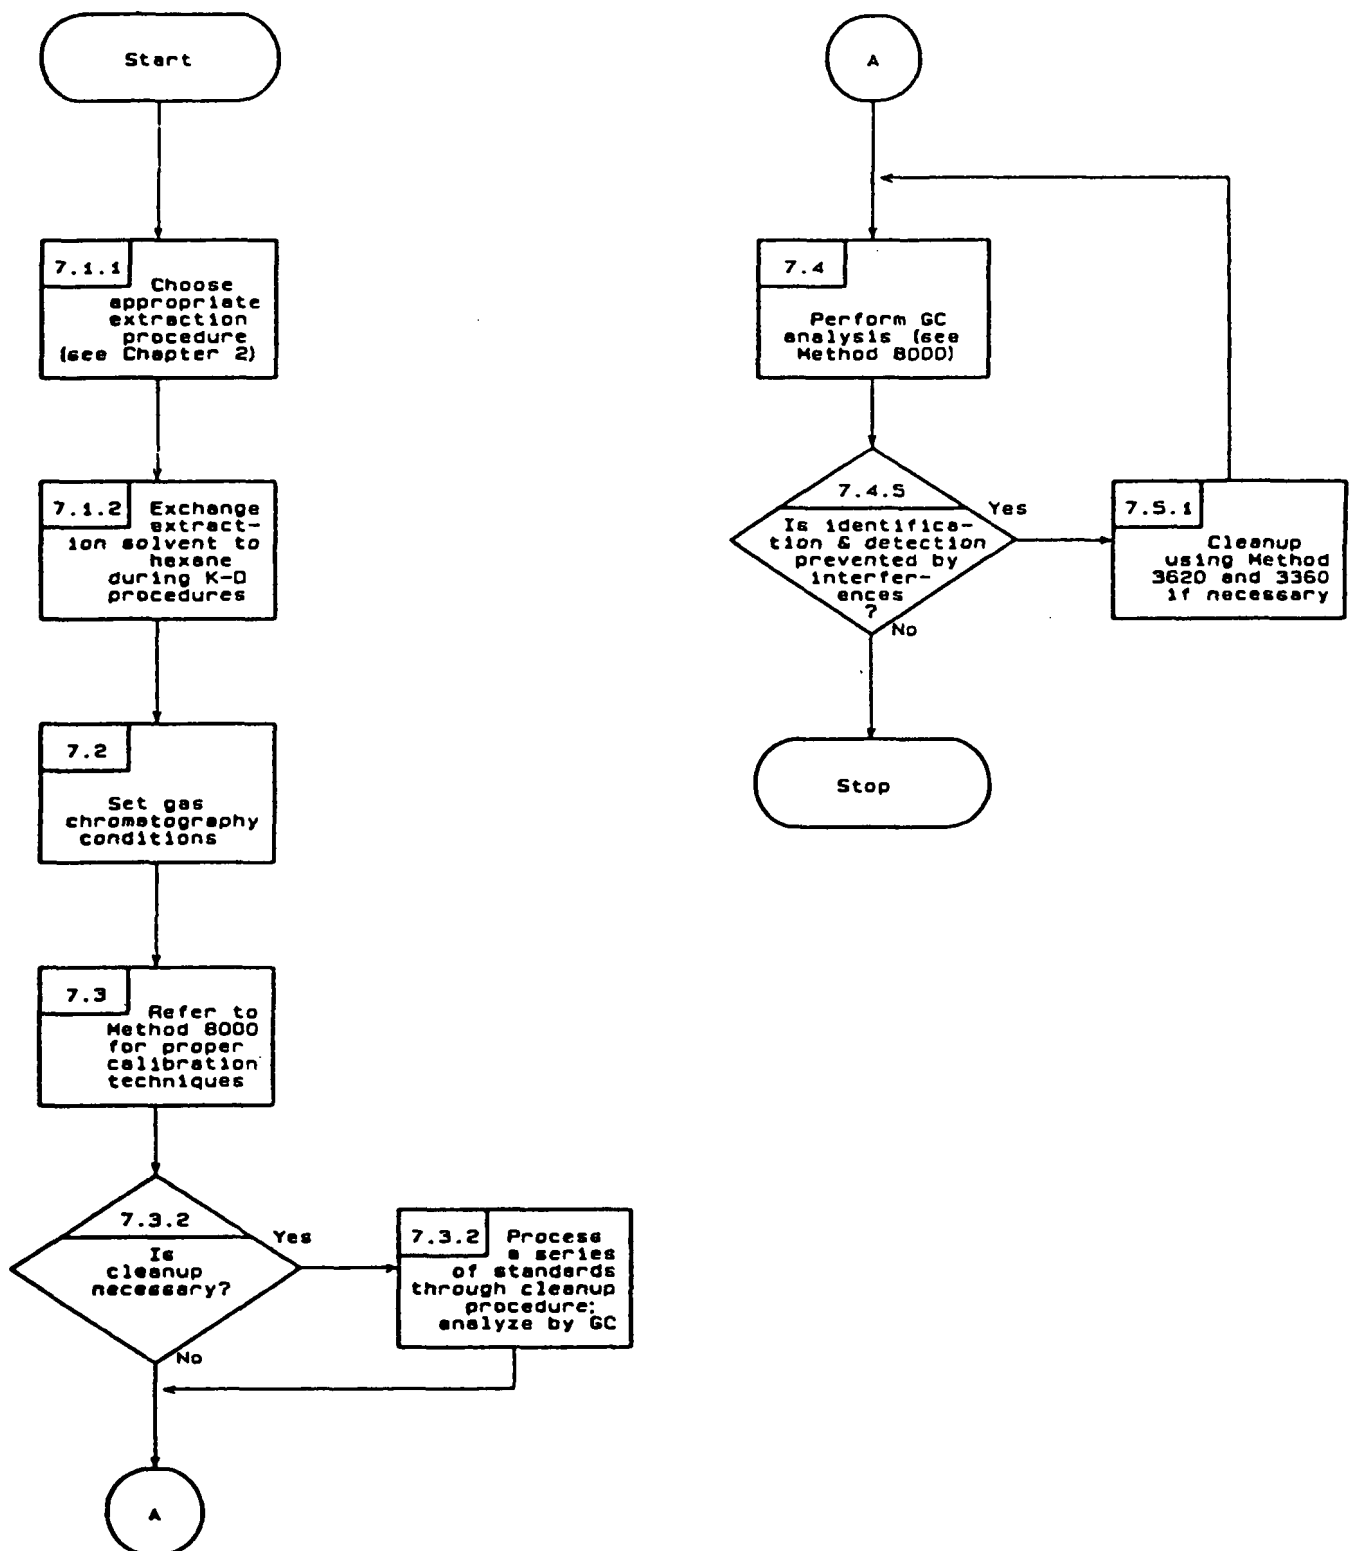 Start
7.1.1
Choose
appropriate
extraction
procedure
(see Chapter 2)
7.1.2 Exchange
extract-
ion solvent to
hexane
during K-D
procedures
7.2
Set gas
chromatography
conditions
7.3
Refer to
Method 8000
for proper
calibration
techniques
7.3.2
Is
cleanup
necessary?
Yes
No
7.3.2 Process
a series
of standards
through cleanup
procedure;
analyze by GC
A
A
7.4
Perform GC
analysis (see
Method 8000)
7.4.5
Is identifica-
tion & detection
prevented by
interfer-
ences
?
Yes
No
7.5.1
Cleanup
using Method
3620 and 3360
if necessary
Stop